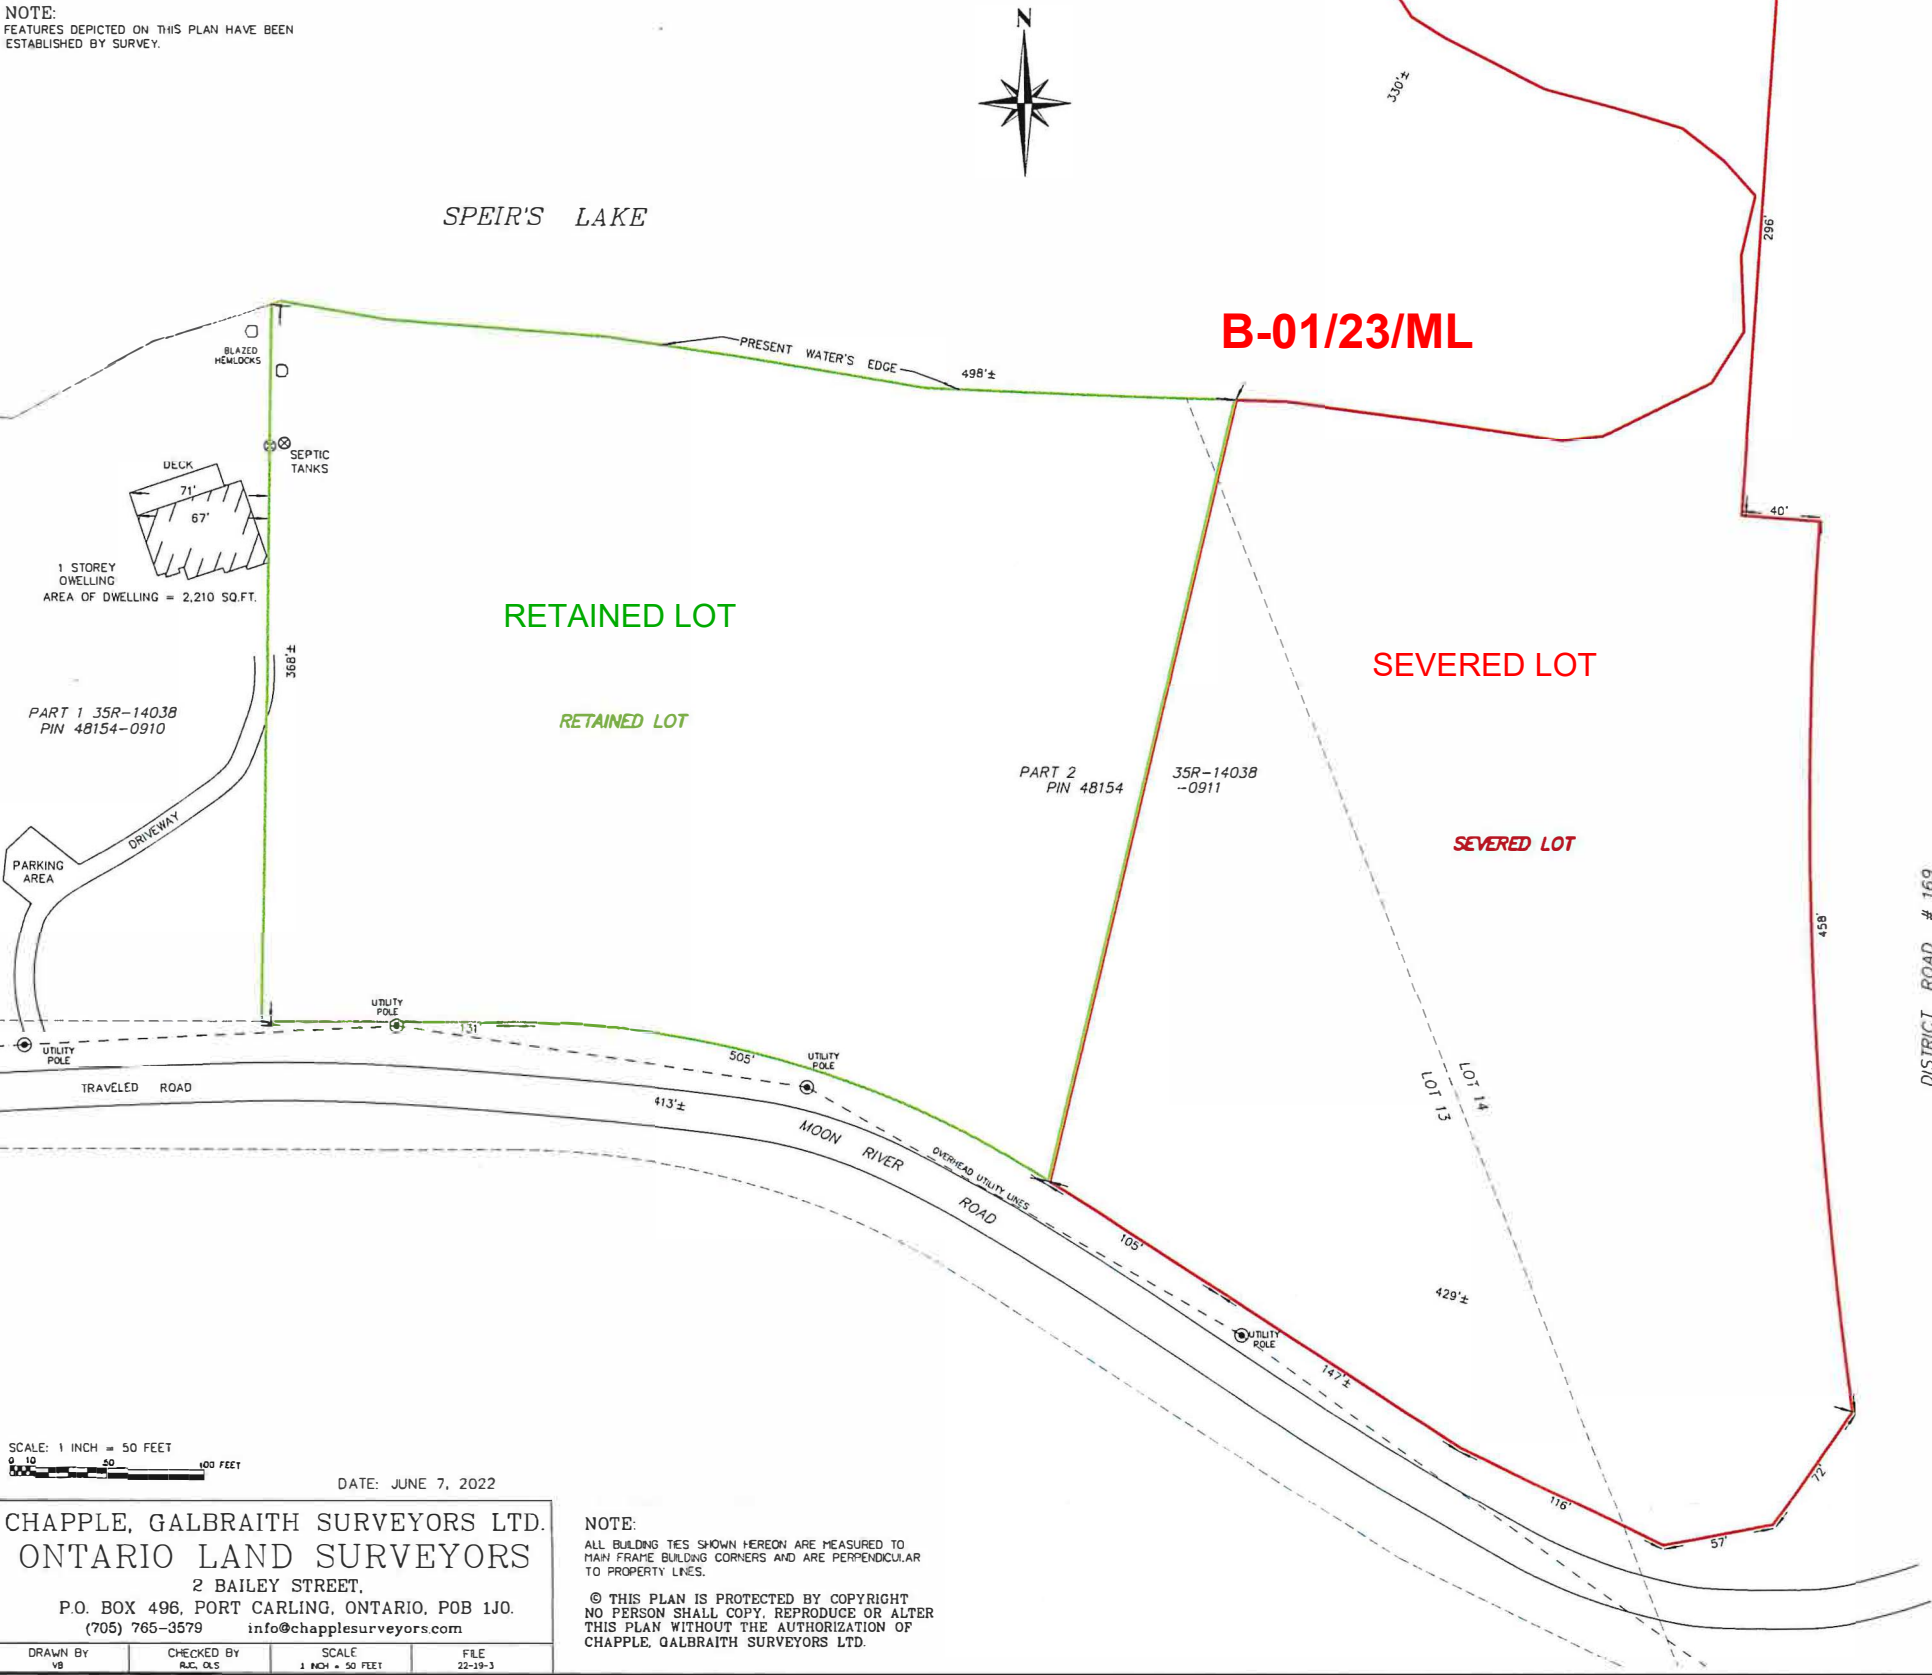 NOTE:
FEATURES DEPICTED ON THIS PLAN HAVE BEEN
ESTABLISHED BY SURVEY.
N
330'±
SPEIR'S LAKE
296'
B-01/23/ML
BLAZED
HEMLOCKS
PRESENT WATER'S EDGE
498'±
SEPTIC
TANKS
DECK
71'
67'
40'
1 STOREY
DWELLING
AREA OF DWELLING = 2,210 SQ.FT.
RETAINED LOT
SEVERED LOT
368'±
PART 1 35R-14038
PIN 48154-0910
RETAINED LOT
PART 2 35R-14038
PIN 48154 -0911
SEVERED LOT
DRIVEWAY
PARKING
AREA
458'
DISTRICT ROAD # 169
UTILITY
POLE
131'
UTILITY
POLE
505'
UTILITY
POLE
TRAVELED ROAD
413'±
MOON RIVER ROAD
OVERHEAD UTILITY LINES
LOT 14
LOT 13
105'
429'±
UTILITY
POLE
147'±
72'
116'
57'
SCALE: 1 INCH = 50 FEET
0 10 50 100 FEET
DATE: JUNE 7, 2022
CHAPPLE, GALBRAITH SURVEYORS LTD.
ONTARIO LAND SURVEYORS
2 BAILEY STREET,
P.O. BOX 496, PORT CARLING, ONTARIO, P0B 1J0.
(705) 765-3579 info@chapplesurveyors.com
DRAWN BY
VB
CHECKED BY
RJC, OLS
SCALE
1 INCH = 50 FEET
FILE
22-19-3
NOTE:
ALL BUILDING TIES SHOWN HEREON ARE MEASURED TO
MAIN FRAME BUILDING CORNERS AND ARE PERPENDICULAR
TO PROPERTY LINES.
© THIS PLAN IS PROTECTED BY COPYRIGHT
NO PERSON SHALL COPY, REPRODUCE OR ALTER
THIS PLAN WITHOUT THE AUTHORIZATION OF
CHAPPLE, GALBRAITH SURVEYORS LTD.